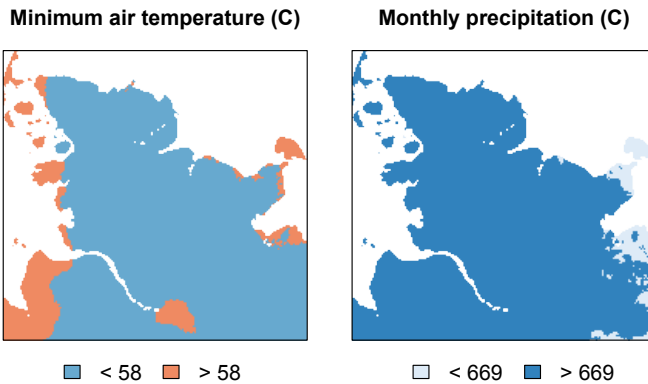 Minimum air temperature (C)
Monthly precipitation (C)
< 58
> 58
< 669
> 669